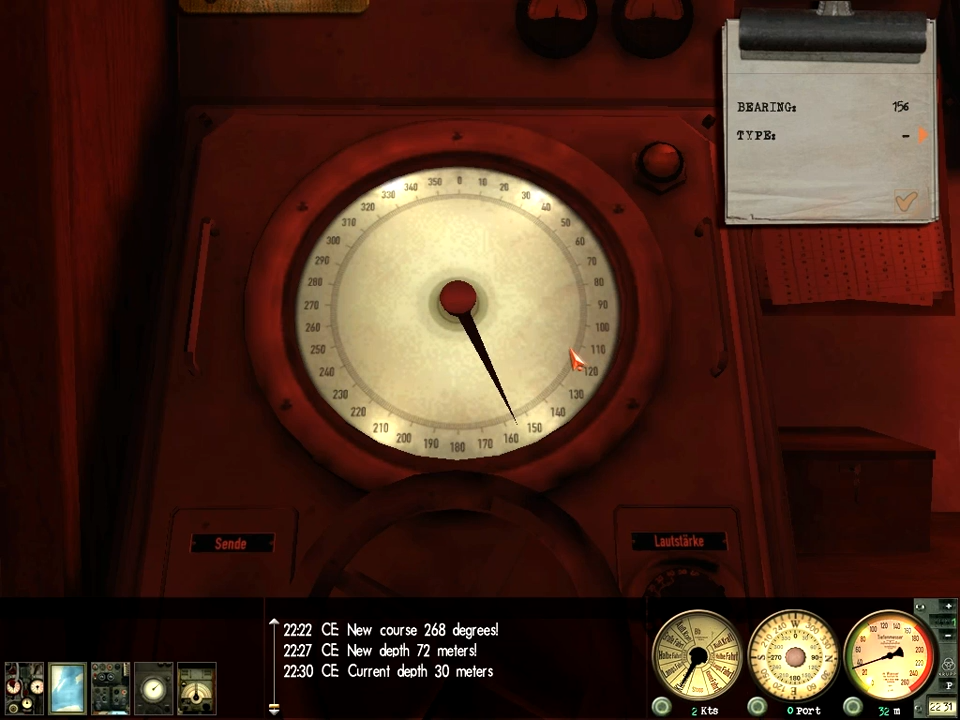 BEARING: 156
TYPE: -
350 0 10 20 30 40 50 60 70 80 90 100 110 120 130 140 150 160 170 180 190 200 210 220 230 240 250 260 270 280 290 300 310 320 330 340
Sende
Lautstärke
22:22 CE New course 268 degrees!
22:27 CE New depth 72 meters!
22:30 CE Current depth 30 meters
2 Kts
0 Port
32 m
22 31